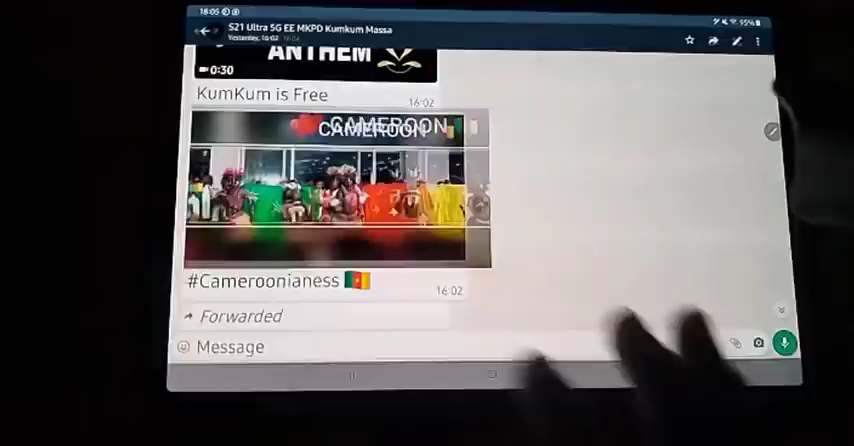 18:05
95%
S21 Ultra 5G EE MKPD Kumkum Massa
Yesterday, 16:02
ANTHEM
0:30
KumKum is Free
16:02
CAMEROON
CAMEROON
#Cameroonianess 🇨🇲
16:02
Forwarded
Message